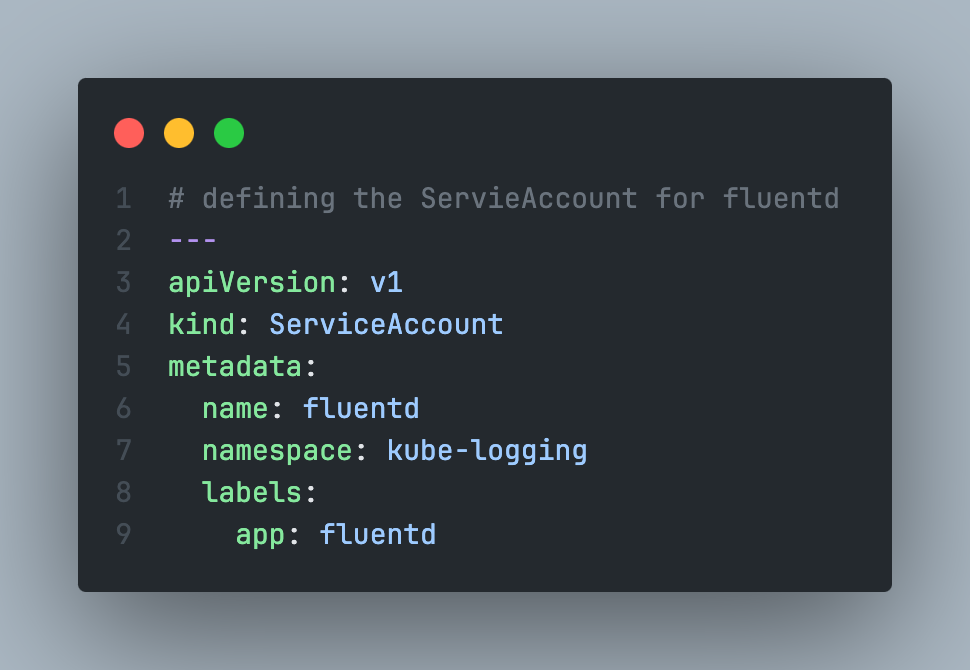 1 # defining the ServieAccount for fluentd
2 ---
3 apiVersion: v1
4 kind: ServiceAccount
5 metadata:
6   name: fluentd
7   namespace: kube-logging
8   labels:
9     app: fluentd